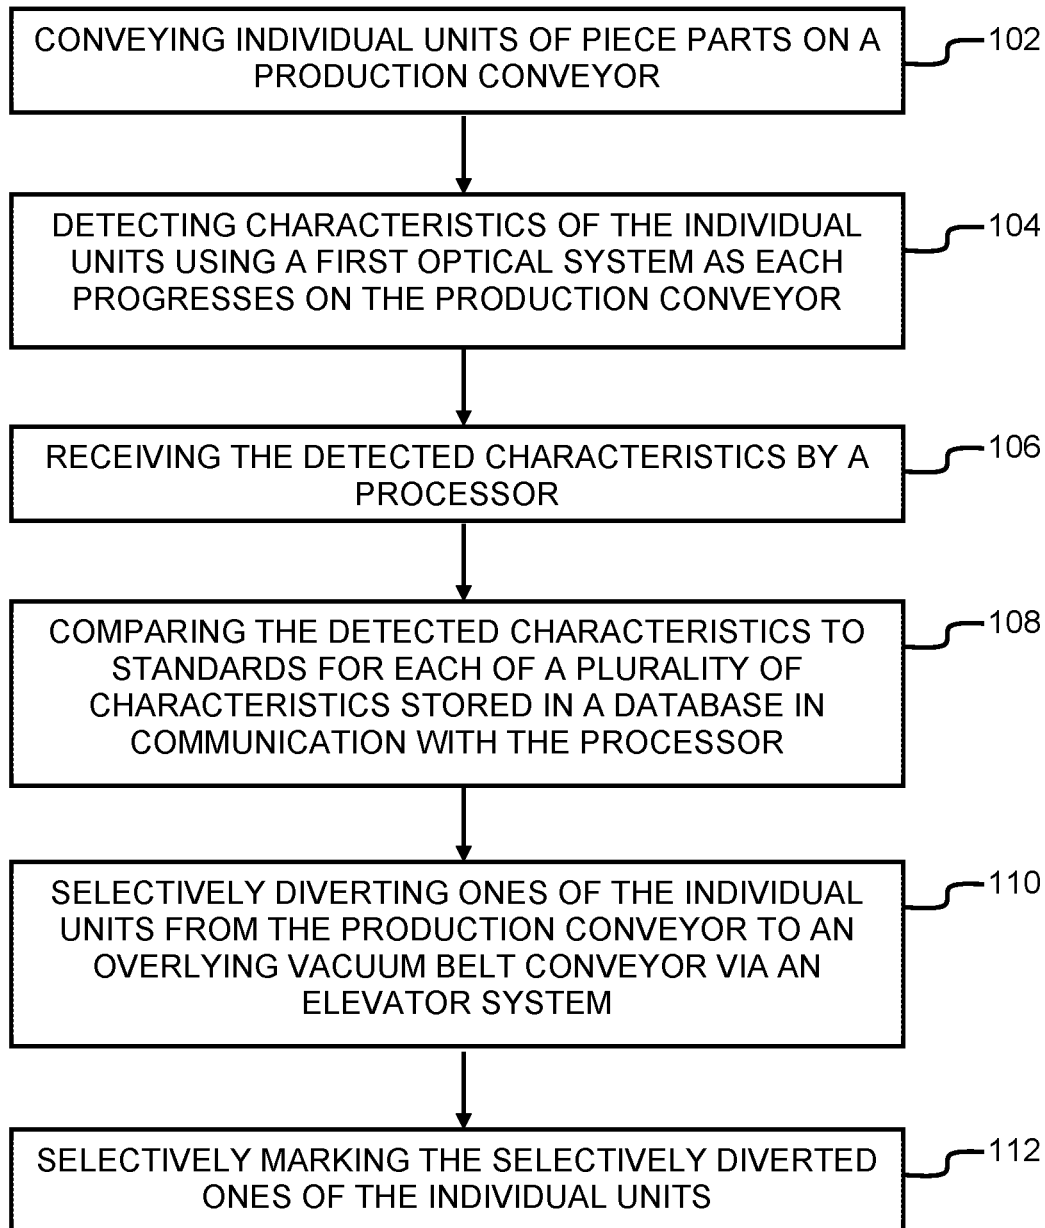 CONVEYING INDIVIDUAL UNITS OF PIECE PARTS ON A
PRODUCTION CONVEYOR
102
DETECTING CHARACTERISTICS OF THE INDIVIDUAL
UNITS USING A FIRST OPTICAL SYSTEM AS EACH
PROGRESSES ON THE PRODUCTION CONVEYOR
104
RECEIVING THE DETECTED CHARACTERISTICS BY A
PROCESSOR
106
COMPARING THE DETECTED CHARACTERISTICS TO
STANDARDS FOR EACH OF A PLURALITY OF
CHARACTERISTICS STORED IN A DATABASE IN
COMMUNICATION WITH THE PROCESSOR
108
SELECTIVELY DIVERTING ONES OF THE INDIVIDUAL
UNITS FROM THE PRODUCTION CONVEYOR TO AN
OVERLYING VACUUM BELT CONVEYOR VIA AN
ELEVATOR SYSTEM
110
SELECTIVELY MARKING THE SELECTIVELY DIVERTED
ONES OF THE INDIVIDUAL UNITS
112